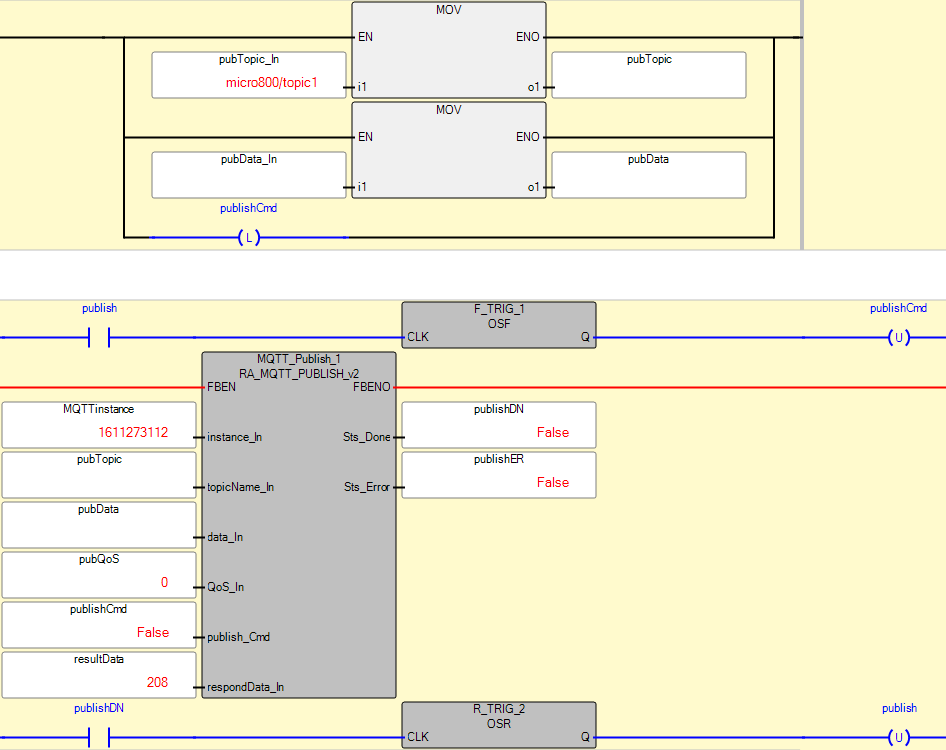 MOV
EN
ENO
pubTopic_In
pubTopic
micro800/topic1
i1
o1
MOV
EN
ENO
pubData_In
pubData
i1
o1
publishCmd
L
publish
F_TRIG_1
publishCmd
OSF
CLK
Q
U
MQTT_Publish_1
RA_MQTT_PUBLISH_v2
FBEN
FBENO
MQTTinstance
publishDN
1611273112
False
instance_In
Sts_Done
pubTopic
publishER
False
topicName_In
Sts_Error
pubData
data_In
pubQoS
0
QoS_In
publishCmd
False
publish_Cmd
resultData
208
respondData_In
publishDN
R_TRIG_2
publish
OSR
CLK
Q
U